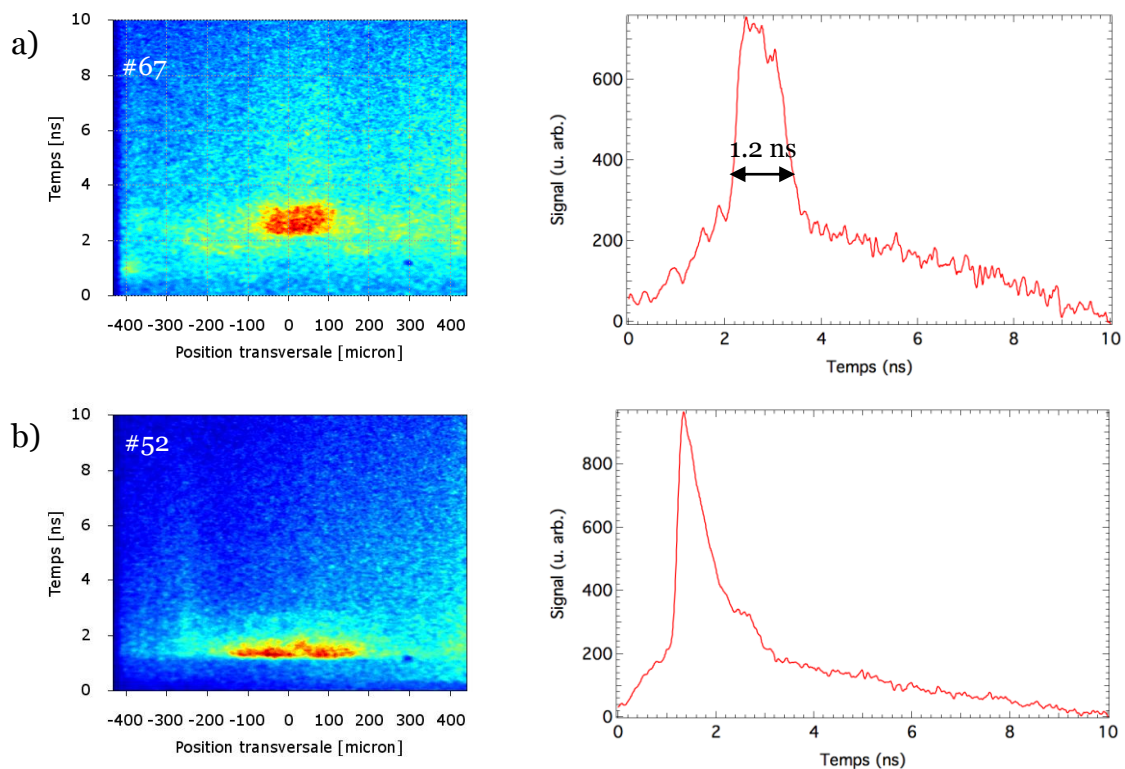 a)
#67
Temps [ns]
10
8
6
4
2
0
-400 -300 -200 -100 0 100 200 300 400
Position transversale [micron]
Signal (u. arb.)
600
400
200
0
1.2 ns
0 2 4 6 8 10
Temps (ns)
b)
#52
Temps [ns]
10
8
6
4
2
0
-400 -300 -200 -100 0 100 200 300 400
Position transversale [micron]
Signal (u. arb.)
800
600
400
200
0
0 2 4 6 8 10
Temps (ns)